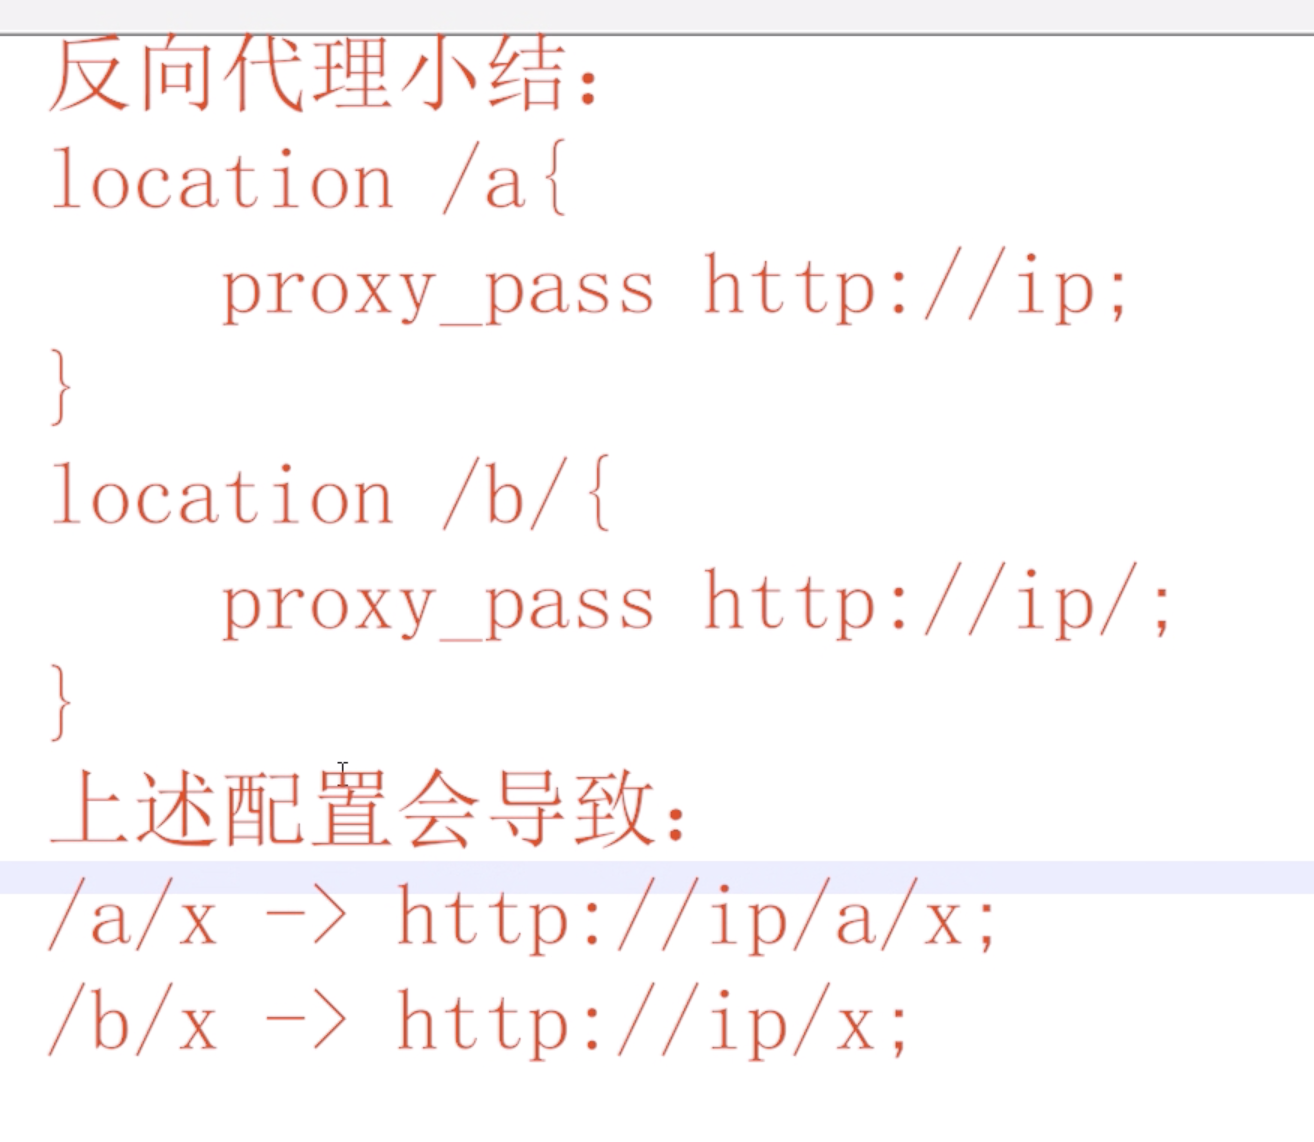 反向代理小结：
location /a{
    proxy_pass http://ip;
}
location /b/{
    proxy_pass http://ip/;
}
上述配置会导致：
/a/x -> http://ip/a/x;
/b/x -> http://ip/x;